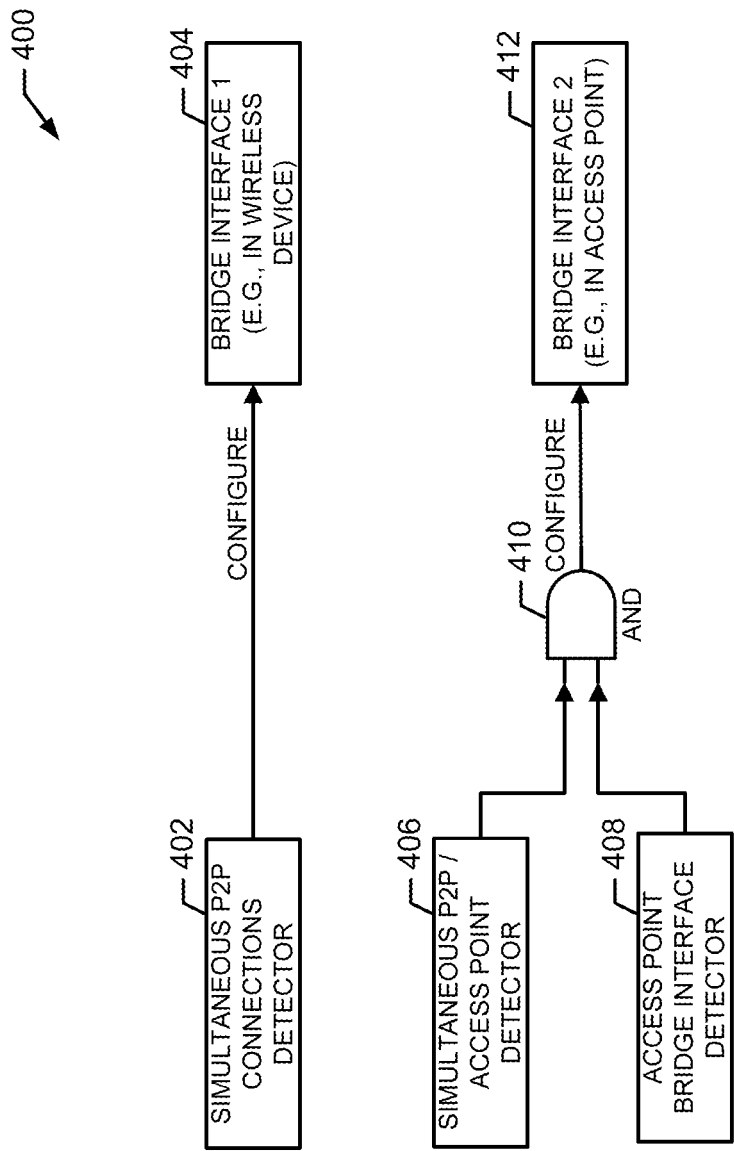 400
402
SIMULTANEOUS P2P
CONNECTIONS
DETECTOR
CONFIGURE
404
BRIDGE INTERFACE 1
(E.G., IN WIRELESS
DEVICE)
406
SIMULTANEOUS P2P /
ACCESS POINT
DETECTOR
408
ACCESS POINT
BRIDGE INTERFACE
DETECTOR
410
AND
CONFIGURE
412
BRIDGE INTERFACE 2
(E.G., IN ACCESS POINT)